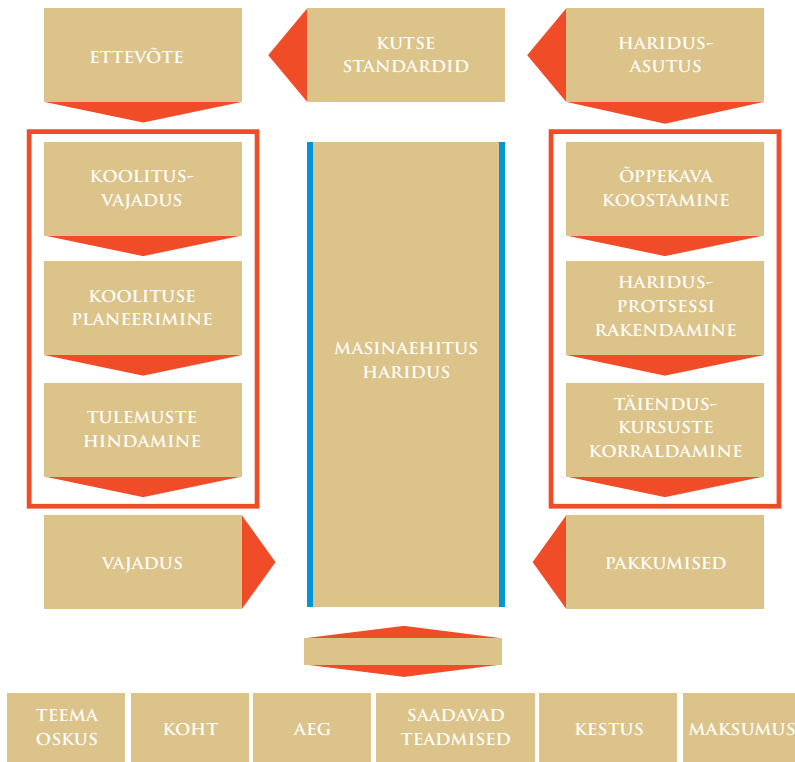 ETTEVÕTE
KUTSE
STANDARDID
HARIDUS-
ASUTUS
KOOLITUS-
VAJADUS
KOOLITUSE
PLANEERIMINE
TULEMUSTE
HINDAMINE
VAJADUS
MASINAEHITUS
HARIDUS
ÕPPEKAVA
KOOSTAMINE
HARIDUS-
PROTSESSI
RAKENDAMINE
TÄIENDUS-
KURSUSTE
KORRALDAMINE
PAKKUMISED
TEEMA
OSKUS
KOHT
AEG
SAADAVAD
TEADMISED
KESTUS
MAKSUMUS